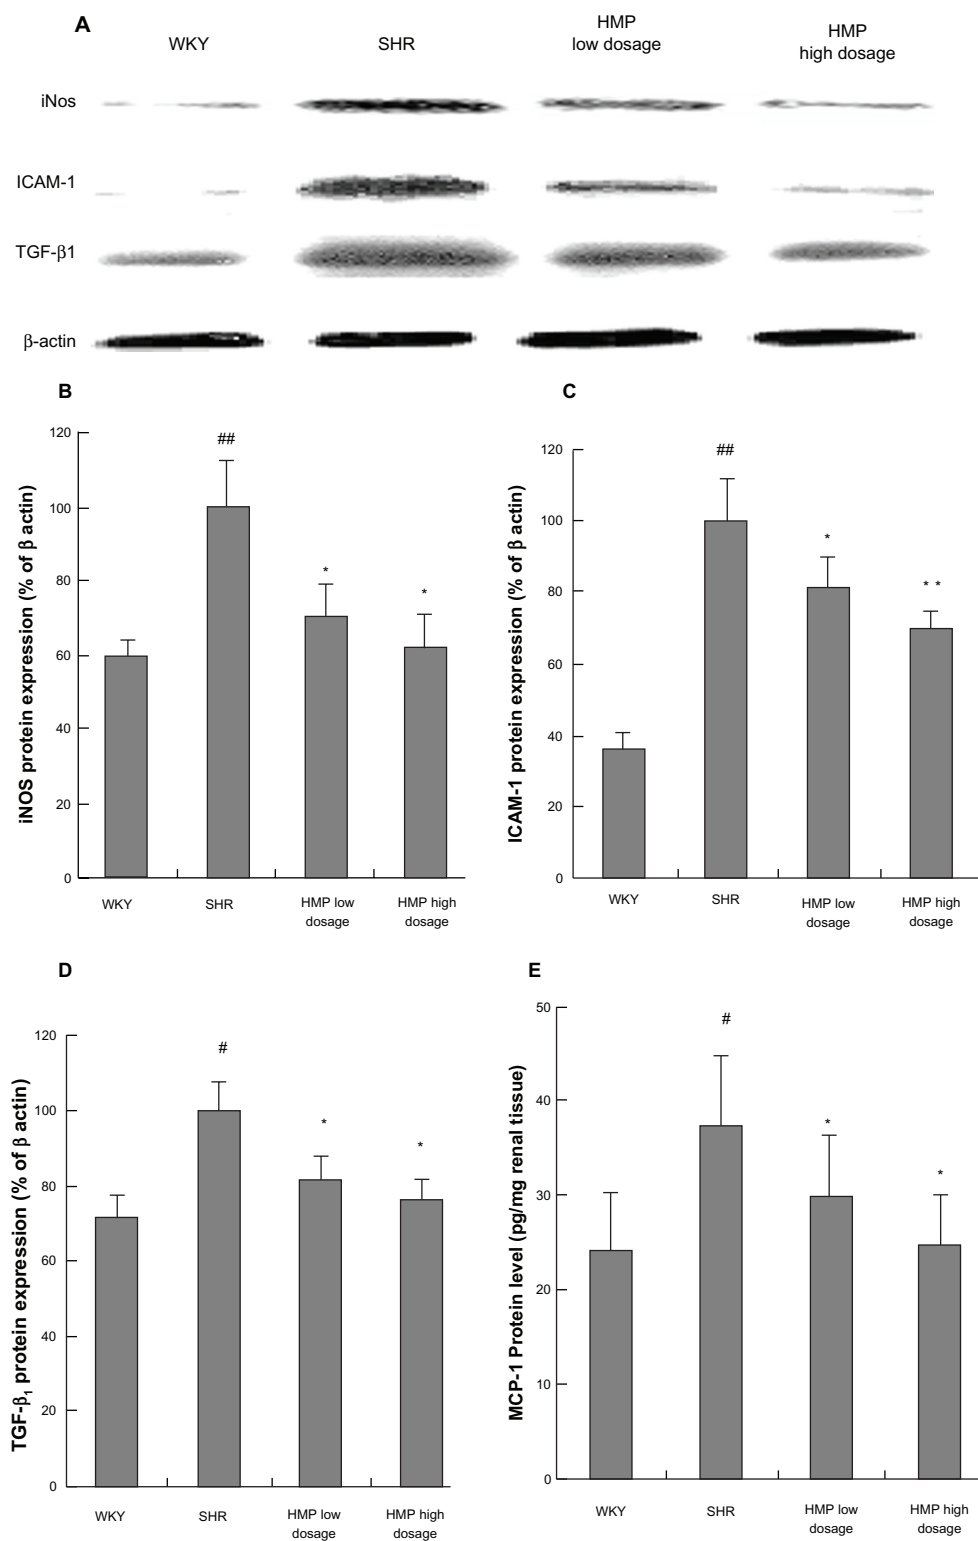 A
WKY
SHR
HMP
low dosage
HMP
high dosage
iNos
ICAM-1
TGF-β1
β-actin
B
iNOS protein expression (% of β actin)
120
100
80
60
40
20
0
##
*
*
WKY
SHR
HMP low
dosage
HMP high
dosage
C
ICAM-1 protein expression (% of β actin)
120
100
80
60
40
20
0
##
*
* *
WKY
SHR
HMP low
dosage
HMP high
dosage
D
TGF-β₁ protein expression (% of β actin)
120
100
80
60
40
20
0
#
*
*
WKY
SHR
HMP low
dosage
HMP high
dosage
E
MCP-1 Protein level (pg/mg renal tissue)
50
40
30
20
10
0
#
*
*
WKY
SHR
HMP low
dosage
HMP high
dosage